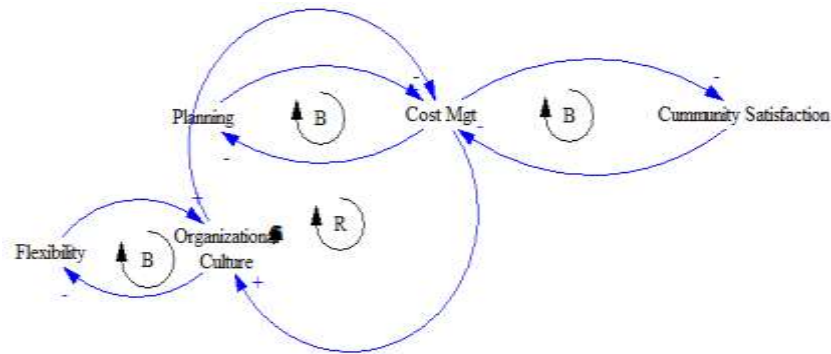 Planning
B
Cost Mgt
B
Cummunity Satisfaction
-
-
-
-
+
Flexibility
B
Organizational
Culture
R
-
+